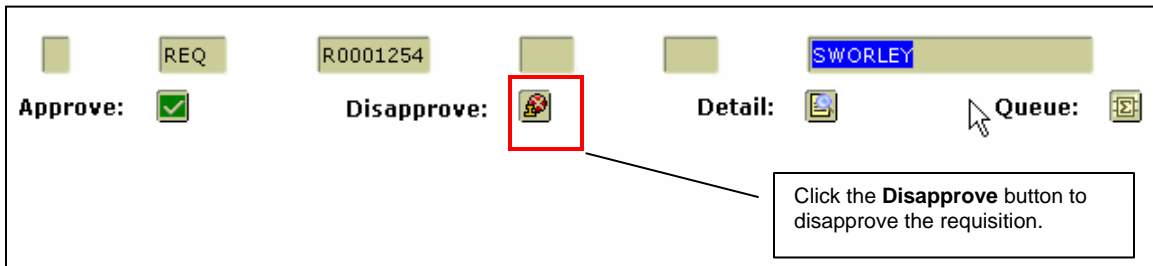 REQ R0001254 SWORLEY
Approve: Disapprove: Detail: Queue:
Click the Disapprove button to
disapprove the requisition.